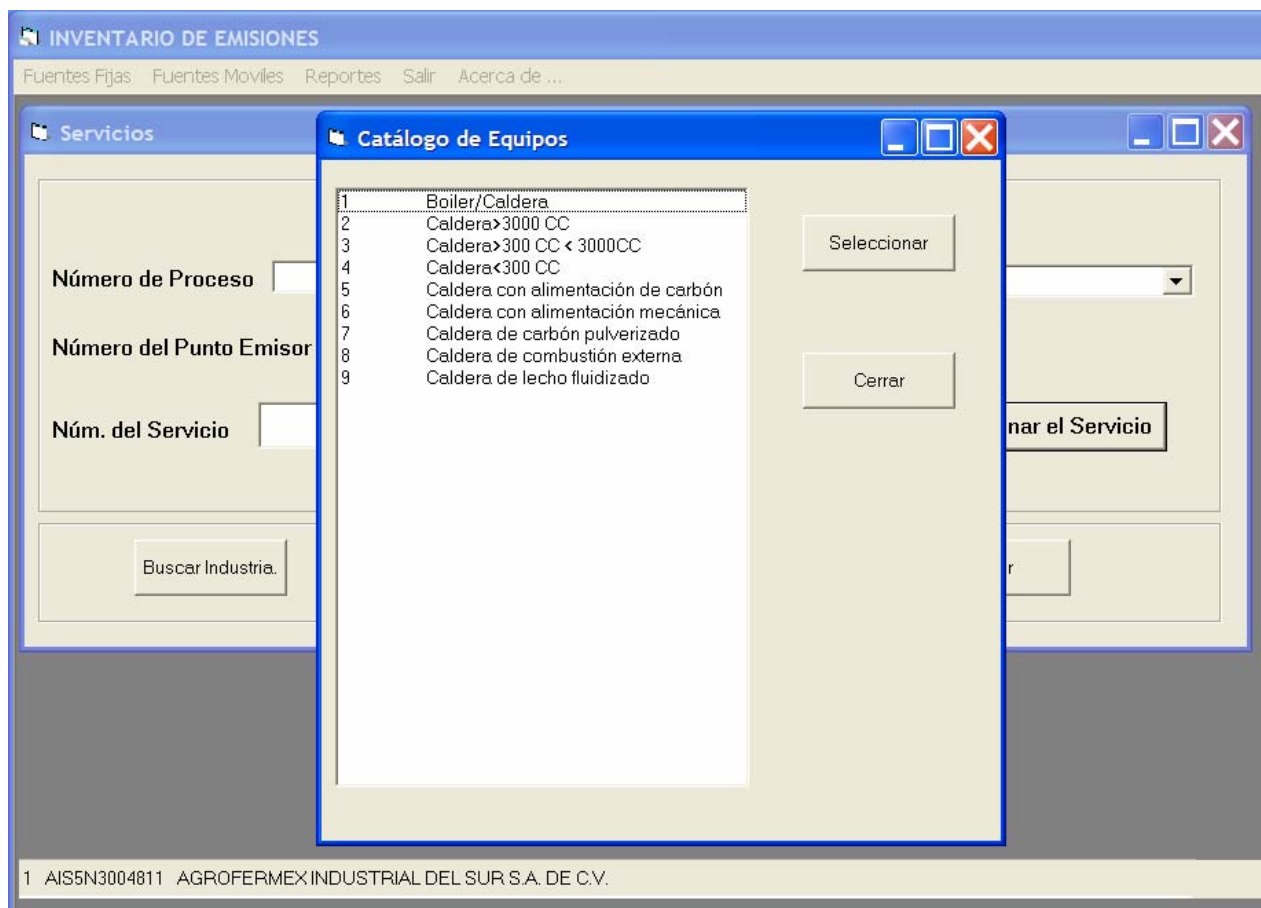 INVENTARIO DE EMISIONES
Fuentes Fijas Fuentes Moviles Reportes Salir Acerca de ...
Servicios
Catálogo de Equipos
1 Boiler/Caldera
2 Caldera>3000 CC
3 Caldera>300 CC < 3000CC
4 Caldera<300 CC
5 Caldera con alimentación de carbón
6 Caldera con alimentación mecánica
7 Caldera de carbón pulverizado
8 Caldera de combustión externa
9 Caldera de lecho fluidizado
Seleccionar
Cerrar
Número de Proceso
Número del Punto Emisor
Núm. del Servicio
nar el Servicio
Buscar Industria.
r
1 AIS5N3004811 AGROFERMEX INDUSTRIAL DEL SUR S.A. DE C.V.